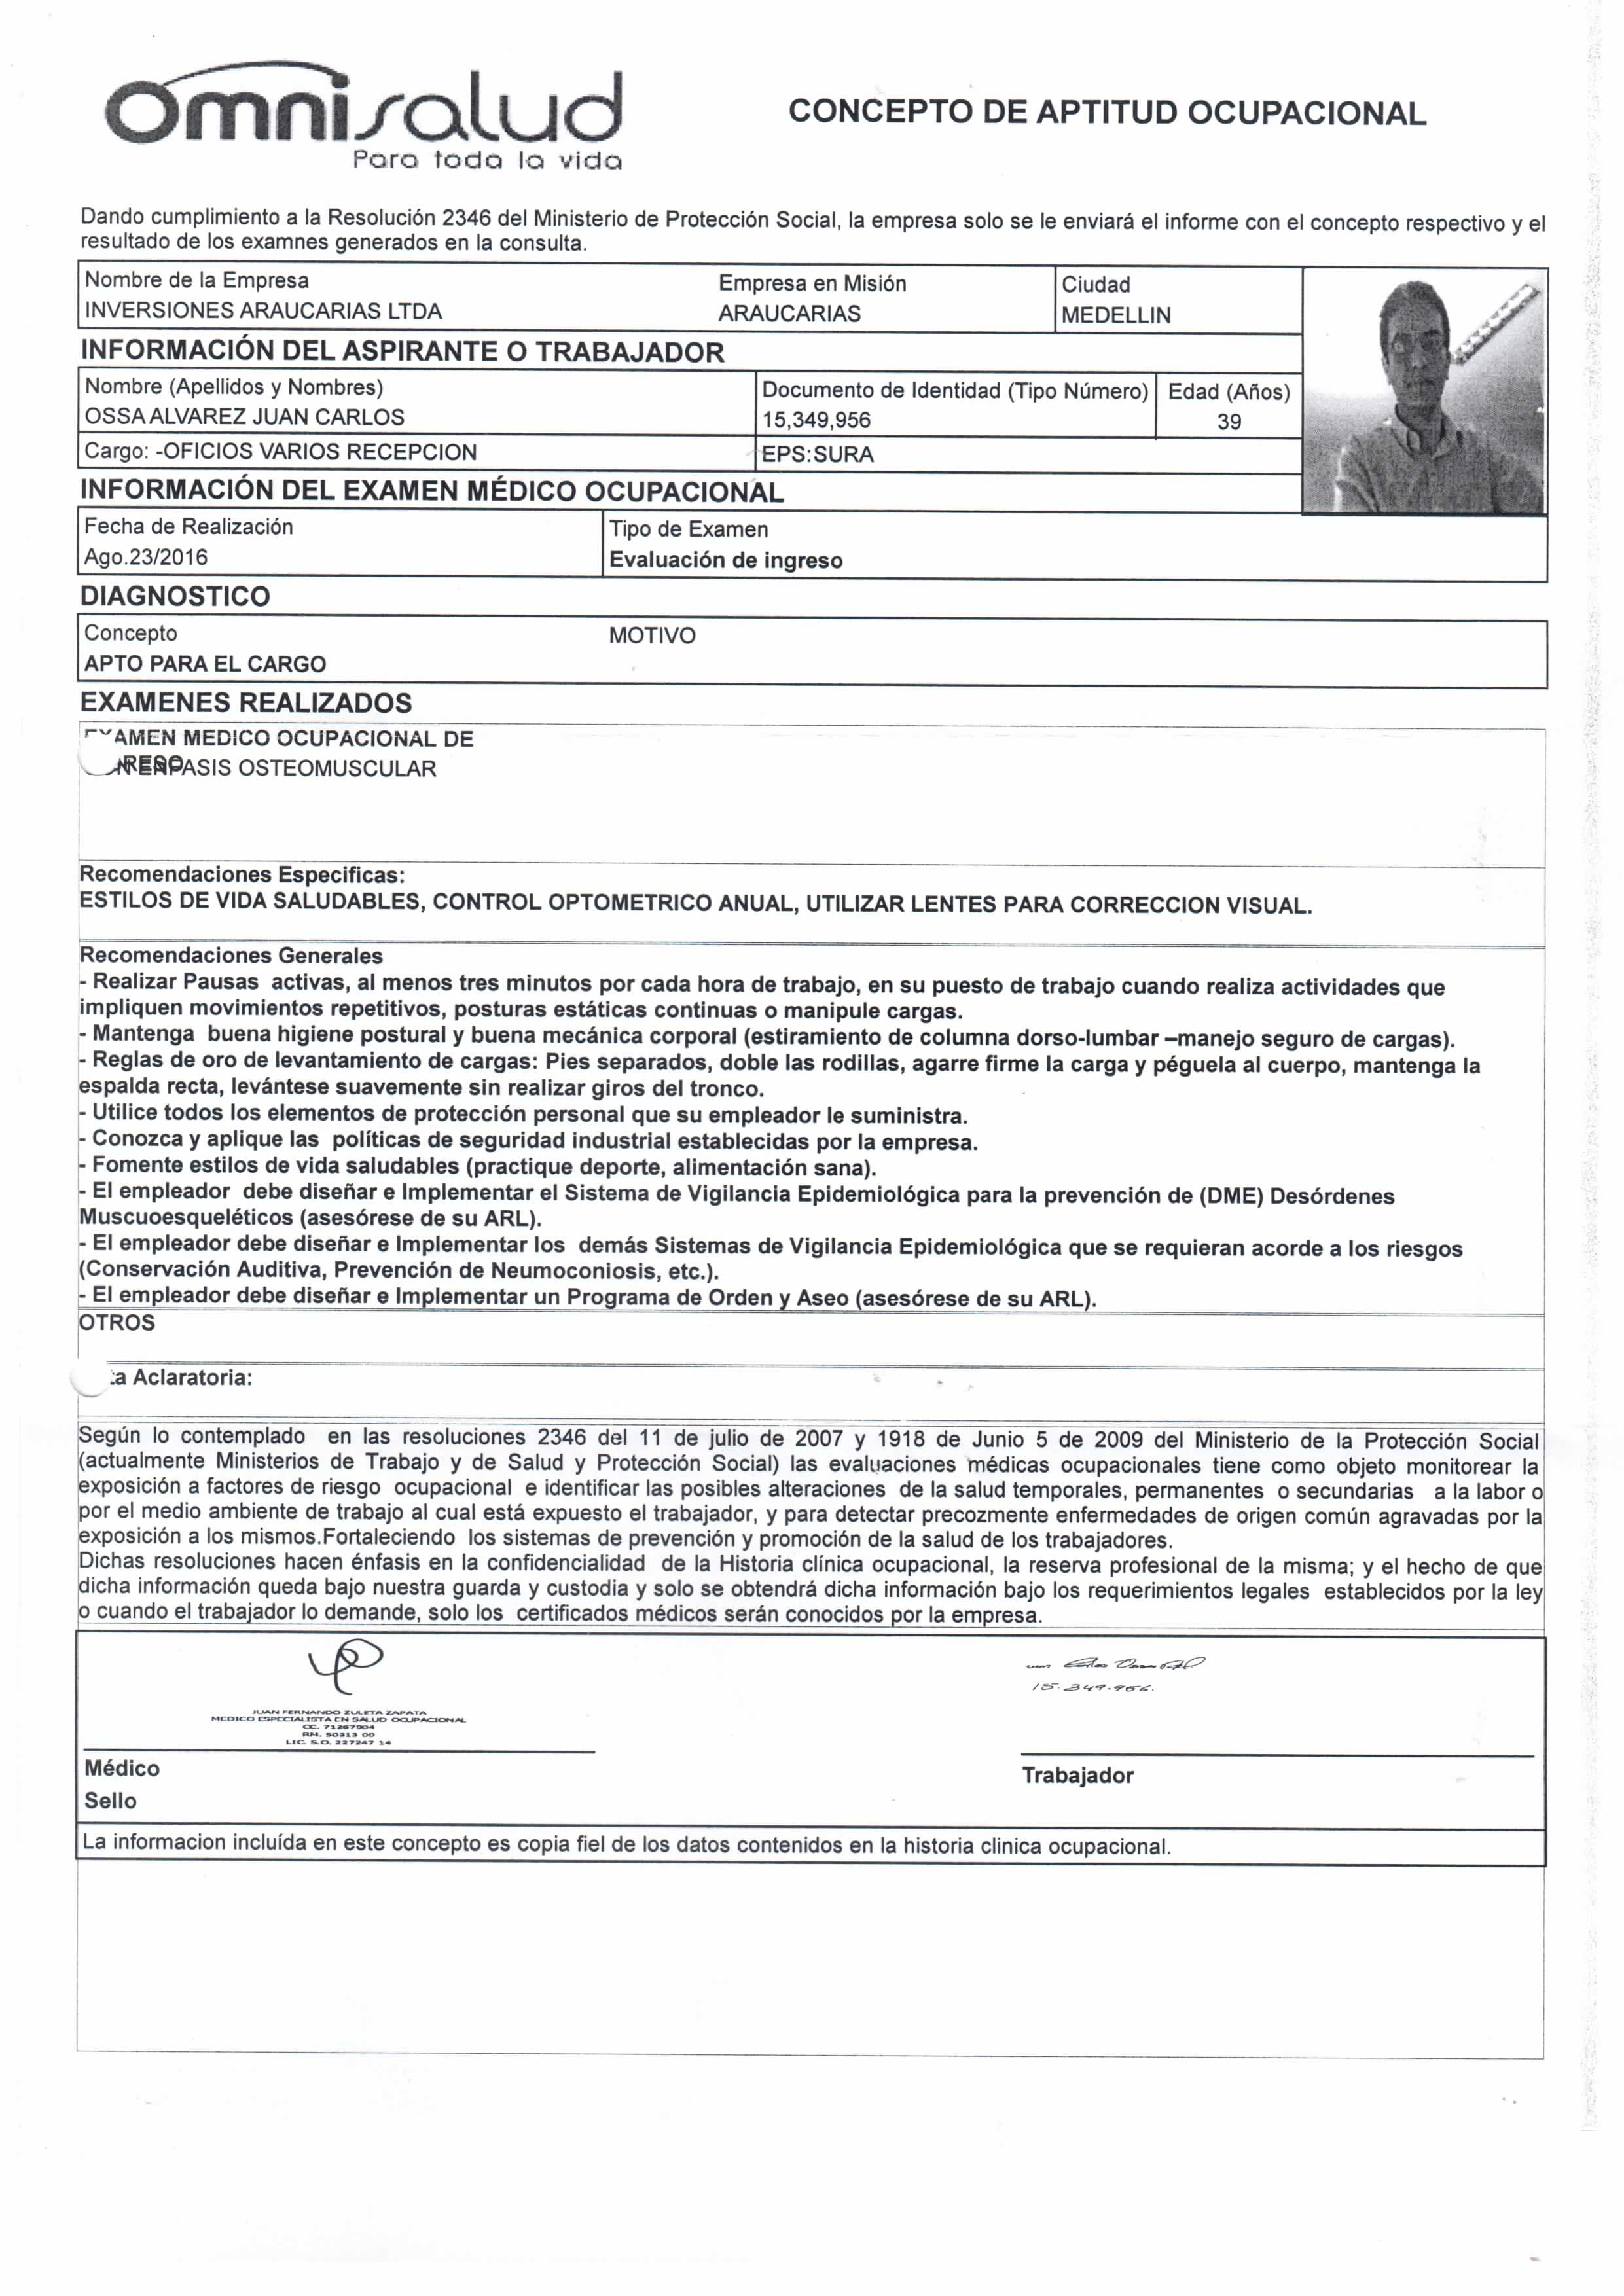 omnisalud
Para toda la vida
CONCEPTO DE APTITUD OCUPACIONAL
Dando cumplimiento a la Resolución 2346 del Ministerio de Protección Social, la empresa solo se le enviará el informe con el concepto respectivo y el
resultado de los examnes generados en la consulta.
Nombre de la Empresa Empresa en Misión Ciudad
INVERSIONES ARAUCARIAS LTDA ARAUCARIAS MEDELLIN
INFORMACIÓN DEL ASPIRANTE O TRABAJADOR
Nombre (Apellidos y Nombres) Documento de Identidad (Tipo Número) Edad (Años)
OSSA ALVAREZ JUAN CARLOS 15,349,956 39
Cargo: -OFICIOS VARIOS RECEPCION EPS:SURA
INFORMACIÓN DEL EXAMEN MÉDICO OCUPACIONAL
Fecha de Realización Tipo de Examen
Ago.23/2016 Evaluación de ingreso
DIAGNOSTICO
Concepto MOTIVO
APTO PARA EL CARGO
EXAMENES REALIZADOS
EXAMEN MEDICO OCUPACIONAL DE
OSTEOMUSCULAR
Recomendaciones Especificas:
ESTILOS DE VIDA SALUDABLES, CONTROL OPTOMETRICO ANUAL, UTILIZAR LENTES PARA CORRECCION VISUAL.
Recomendaciones Generales
- Realizar Pausas activas, al menos tres minutos por cada hora de trabajo, en su puesto de trabajo cuando realiza actividades que
impliquen movimientos repetitivos, posturas estáticas continuas o manipule cargas.
- Mantenga buena higiene postural y buena mecánica corporal (estiramiento de columna dorso-lumbar –manejo seguro de cargas).
- Reglas de oro de levantamiento de cargas: Pies separados, doble las rodillas, agarre firme la carga y péguela al cuerpo, mantenga la
espalda recta, levántese suavemente sin realizar giros del tronco.
- Utilice todos los elementos de protección personal que su empleador le suministra.
- Conozca y aplique las políticas de seguridad industrial establecidas por la empresa.
- Fomente estilos de vida saludables (practique deporte, alimentación sana).
- El empleador debe diseñar e Implementar el Sistema de Vigilancia Epidemiológica para la prevención de (DME) Desórdenes
Muscuoesqueléticos (asesórese de su ARL).
- El empleador debe diseñar e Implementar los demás Sistemas de Vigilancia Epidemiológica que se requieran acorde a los riesgos
(Conservación Auditiva, Prevención de Neumoconiosis, etc.).
- El empleador debe diseñar e Implementar un Programa de Orden y Aseo (asesórese de su ARL).
OTROS
ta Aclaratoria:
Según lo contemplado en las resoluciones 2346 del 11 de julio de 2007 y 1918 de Junio 5 de 2009 del Ministerio de la Protección Social
(actualmente Ministerios de Trabajo y de Salud y Protección Social) las evaluaciones médicas ocupacionales tiene como objeto monitorear la
exposición a factores de riesgo ocupacional e identificar las posibles alteraciones de la salud temporales, permanentes o secundarias a la labor o
por el medio ambiente de trabajo al cual está expuesto el trabajador, y para detectar precozmente enfermedades de origen común agravadas por la
exposición a los mismos.Fortaleciendo los sistemas de prevención y promoción de la salud de los trabajadores.
Dichas resoluciones hacen énfasis en la confidencialidad de la Historia clínica ocupacional, la reserva profesional de la misma; y el hecho de que
dicha información queda bajo nuestra guarda y custodia y solo se obtendrá dicha información bajo los requerimientos legales establecidos por la ley
o cuando el trabajador lo demande, solo los certificados médicos serán conocidos por la empresa.
15.349.956.
JUAN FERNANDO ZULETA ZAPATA
MEDICO ESPECIALISTA EN SALUD OCUPACIONAL
CC. 71267004
RM. 50313 00
LIC. S.O. 227247 14
Médico Trabajador
Sello
La informacion incluída en este concepto es copia fiel de los datos contenidos en la historia clinica ocupacional.